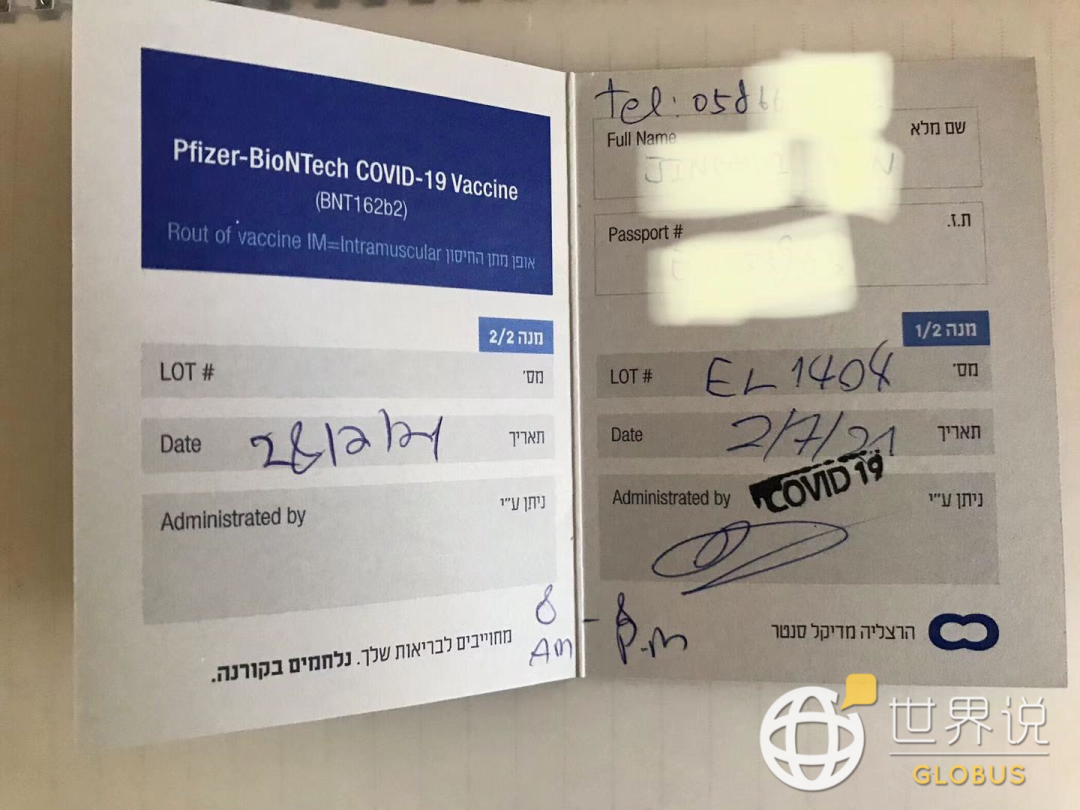 Pfizer-BioNTech COVID-19 Vaccine
(BNT162b2)
Rout of vaccine IM=Intramuscular אופן מתן החיסון
מנה 2/2
LOT # מס'
Date 28/2/21 תאריך
Administrated by ניתן ע"י
מחוייבים לבריאות שלך. נלחמים בקורנה.
tel: 058
Full Name שם מלא
Passport # ת.ז.
מנה 1/2
LOT # EL1404 מס'
Date 2/7/21 תאריך
COVID 19
Administrated by ניתן ע"י
8 AM - 8 P.m
הרצליה מדיקל סנטר
世界说
GLOBUS